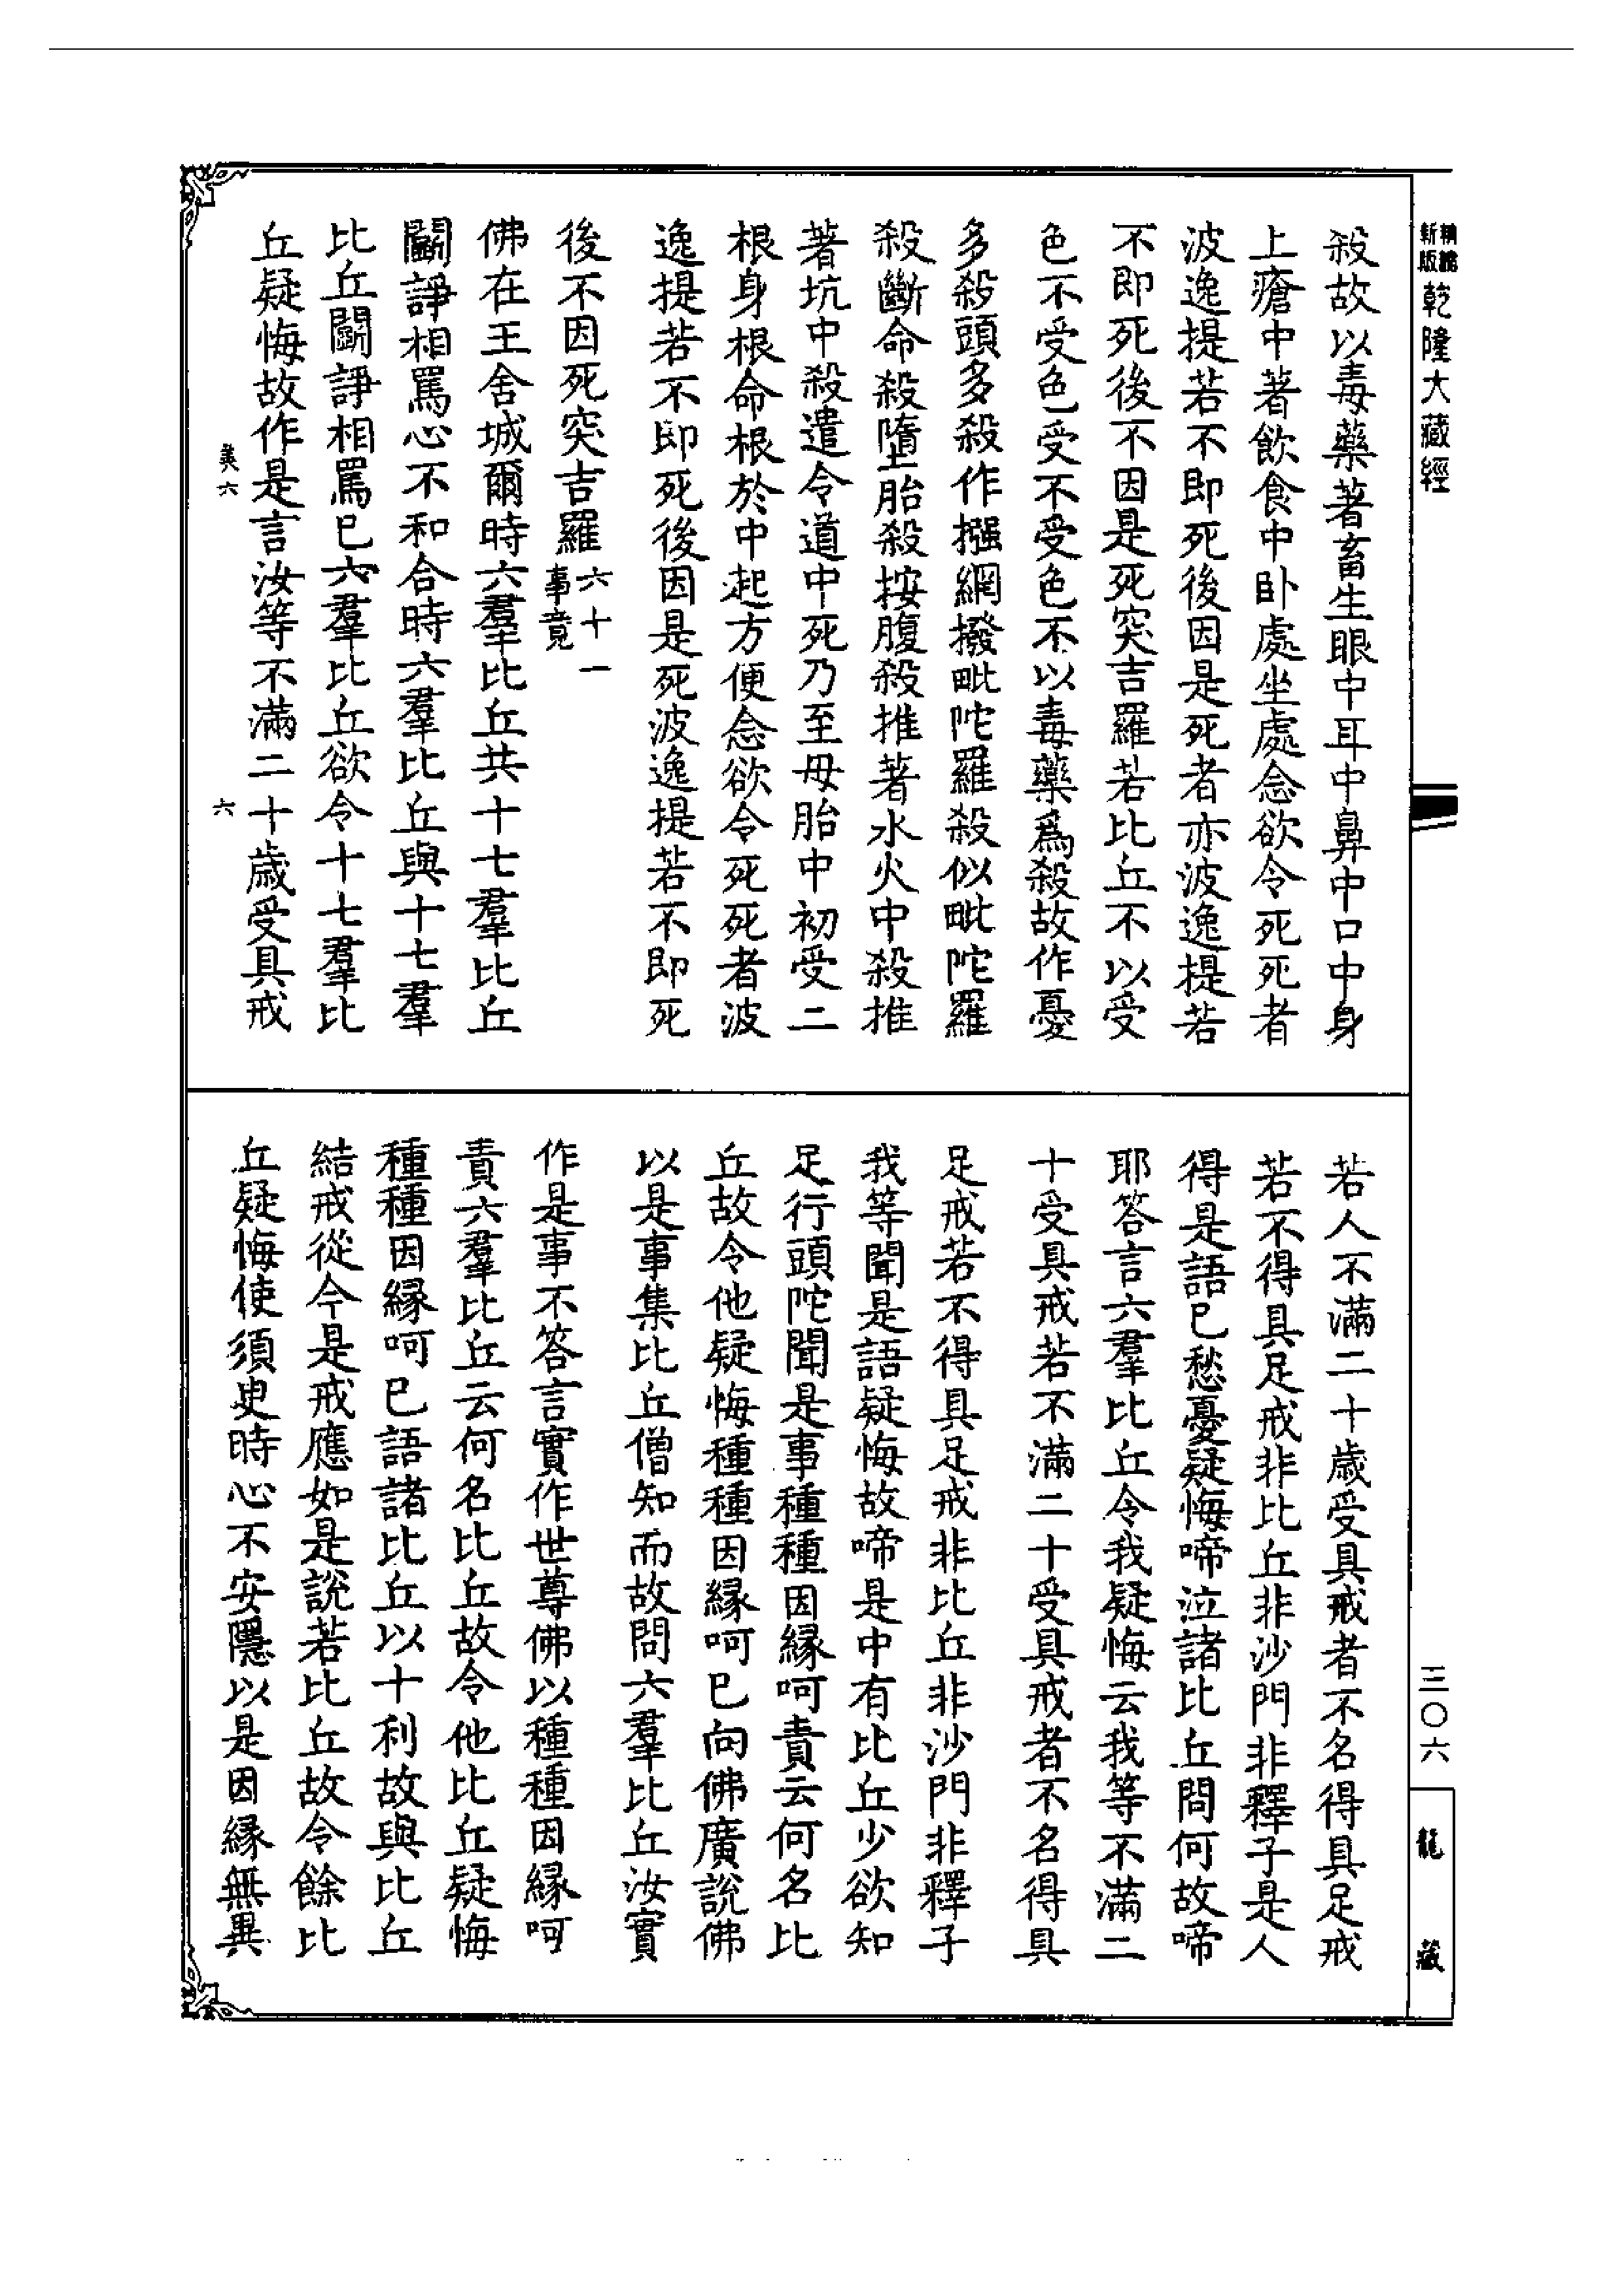 新版精縮
乾隆大藏經
三〇六
龍藏
殺故以毒藥著畜生眼中耳中鼻中口中身
上瘡中著飲食中卧處坐處念欲令死死者
波逸提若不即死後因是死者亦波逸提若
不即死後不因是死突吉羅若比丘不以受
色不受色受不受色不以毒藥爲殺故作憂
多殺頭多殺作摾網撥毗陀羅殺似毗陀羅
殺斷命殺墮胎殺按腹殺推著水火中殺推
著坑中殺遣令道中死乃至母胎中初受二
根身根命根於中起方便念欲令死死者波
逸提若不即死後因是死波逸提若不即死
後不因死突吉羅六十一事竟
佛在王舍城爾時六羣比丘共十七羣比丘
鬪諍相罵心不和合時六羣比丘與十七羣
比丘鬪諍相罵巳六羣比丘欲令十七羣比
丘疑悔故作是言汝等不滿二十歲受具戒
美六
六
若人不滿二十歲受具戒者不名得具足戒
若不得具足戒非比丘非沙門非釋子是人
得是語巳愁憂疑悔啼泣諸比丘問何故啼
耶答言六羣比丘令我疑悔云我等不滿二
十受具戒若不滿二十受具戒者不名得具
足戒若不得具足戒非比丘非沙門非釋子
我等聞是語疑悔故啼是中有比丘少欲知
足行頭陀聞是事種種因緣呵責云何名比
丘故令他疑悔種種因緣呵巳向佛廣說佛
以是事集比丘僧知而故問六羣比丘汝實
作是事不答言實作世尊佛以種種因緣呵
責六羣比丘云何名比丘故令他比丘疑悔
種種因緣呵巳語諸比丘以十利故與比丘
結戒從今是戒應如是說若比丘故令餘比
丘疑悔使須臾時心不安隱以是因緣無異